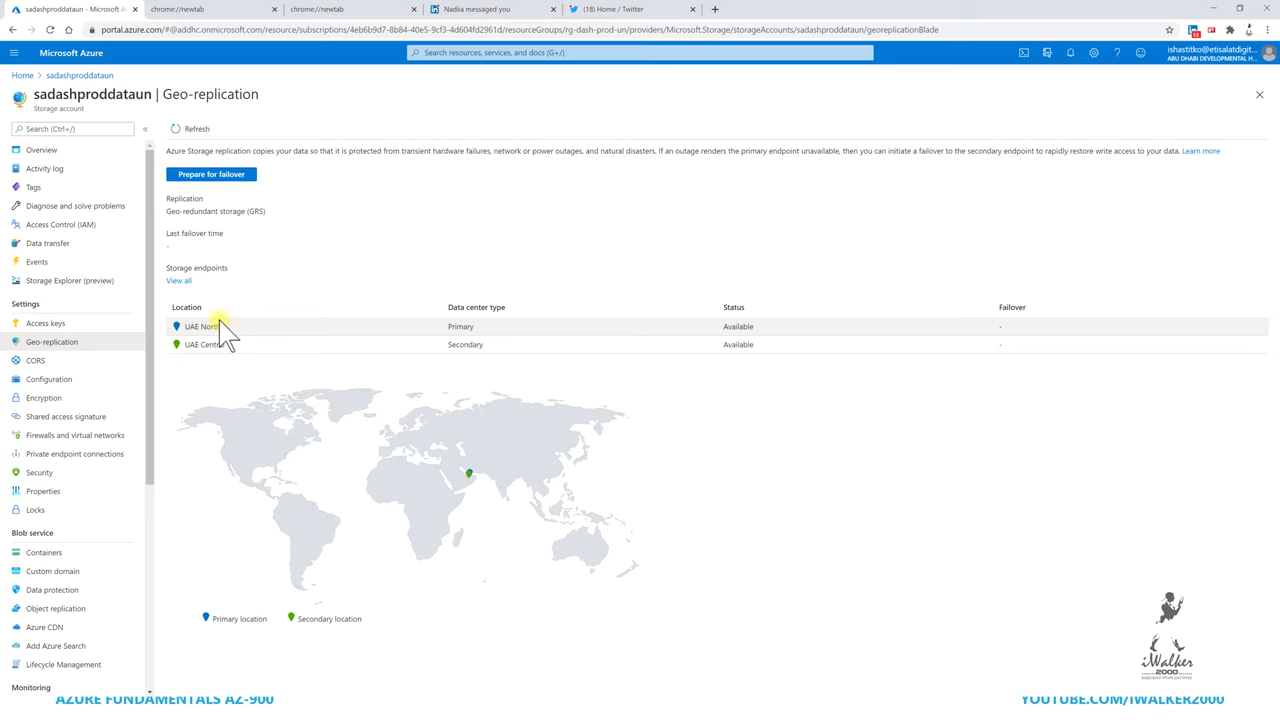 sadashproddataun - Microsoft A
chrome://newtab
chrome://newtab
Nadiia messaged you
(18) Home / Twitter
portal.azure.com/#@addhc.onmicrosoft.com/resource/subscriptions/4eb6b9d7-8b84-40e5-9cf3-4d604fd2961d/resourceGroups/rg-dash-prod-un/providers/Microsoft.Storage/storageAccounts/sadashproddataun/georeplicationBlade
Microsoft Azure
Search resources, services, and docs (G+/)
ishastitko@etisalatdigit...
ABU DHABI DEVELOPMENTAL H...
Home > sadashproddataun
sadashproddataun | Geo-replication
Storage account
Search (Ctrl+/)
Overview
Activity log
Tags
Diagnose and solve problems
Access Control (IAM)
Data transfer
Events
Storage Explorer (preview)
Settings
Access keys
Geo-replication
CORS
Configuration
Encryption
Shared access signature
Firewalls and virtual networks
Private endpoint connections
Security
Properties
Locks
Blob service
Containers
Custom domain
Data protection
Object replication
Azure CDN
Add Azure Search
Lifecycle Management
Monitoring
Refresh
Azure Storage replication copies your data so that it is protected from transient hardware failures, network or power outages, and natural disasters. If an outage renders the primary endpoint unavailable, then you can initiate a failover to the secondary endpoint to rapidly restore write access to your data. Learn more
Prepare for failover
Replication
Geo-redundant storage (GRS)
Last failover time
-
Storage endpoints
View all
Location Data center type Status Failover
UAE North Primary Available -
UAE Central Secondary Available -
Primary location Secondary location
iWalker
2000
AZURE FUNDAMENTALS AZ-900
YOUTUBE.COM/IWALKER2000